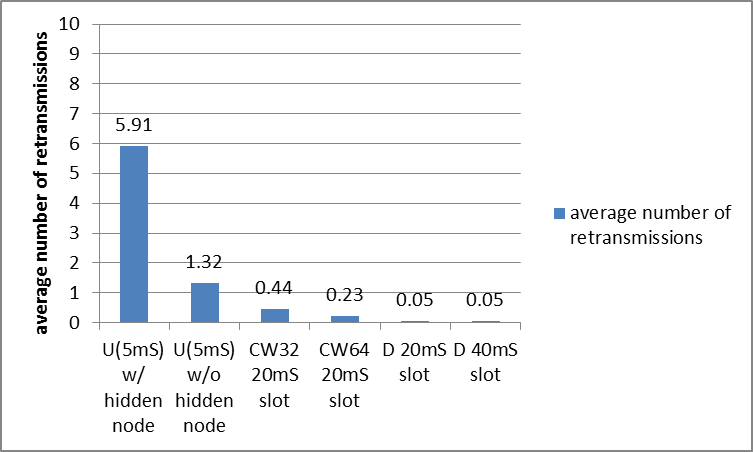 average number of retransmissions
10
9
8
7
6
5
4
3
2
1
0
5.91
1.32
0.44
0.23
0.05
0.05
U(5mS)
w/
hidden
node
U(5mS)
w/o
hidden
node
CW32
20mS
slot
CW64
20mS
slot
D 20mS
slot
D 40mS
slot
average number of
retransmissions